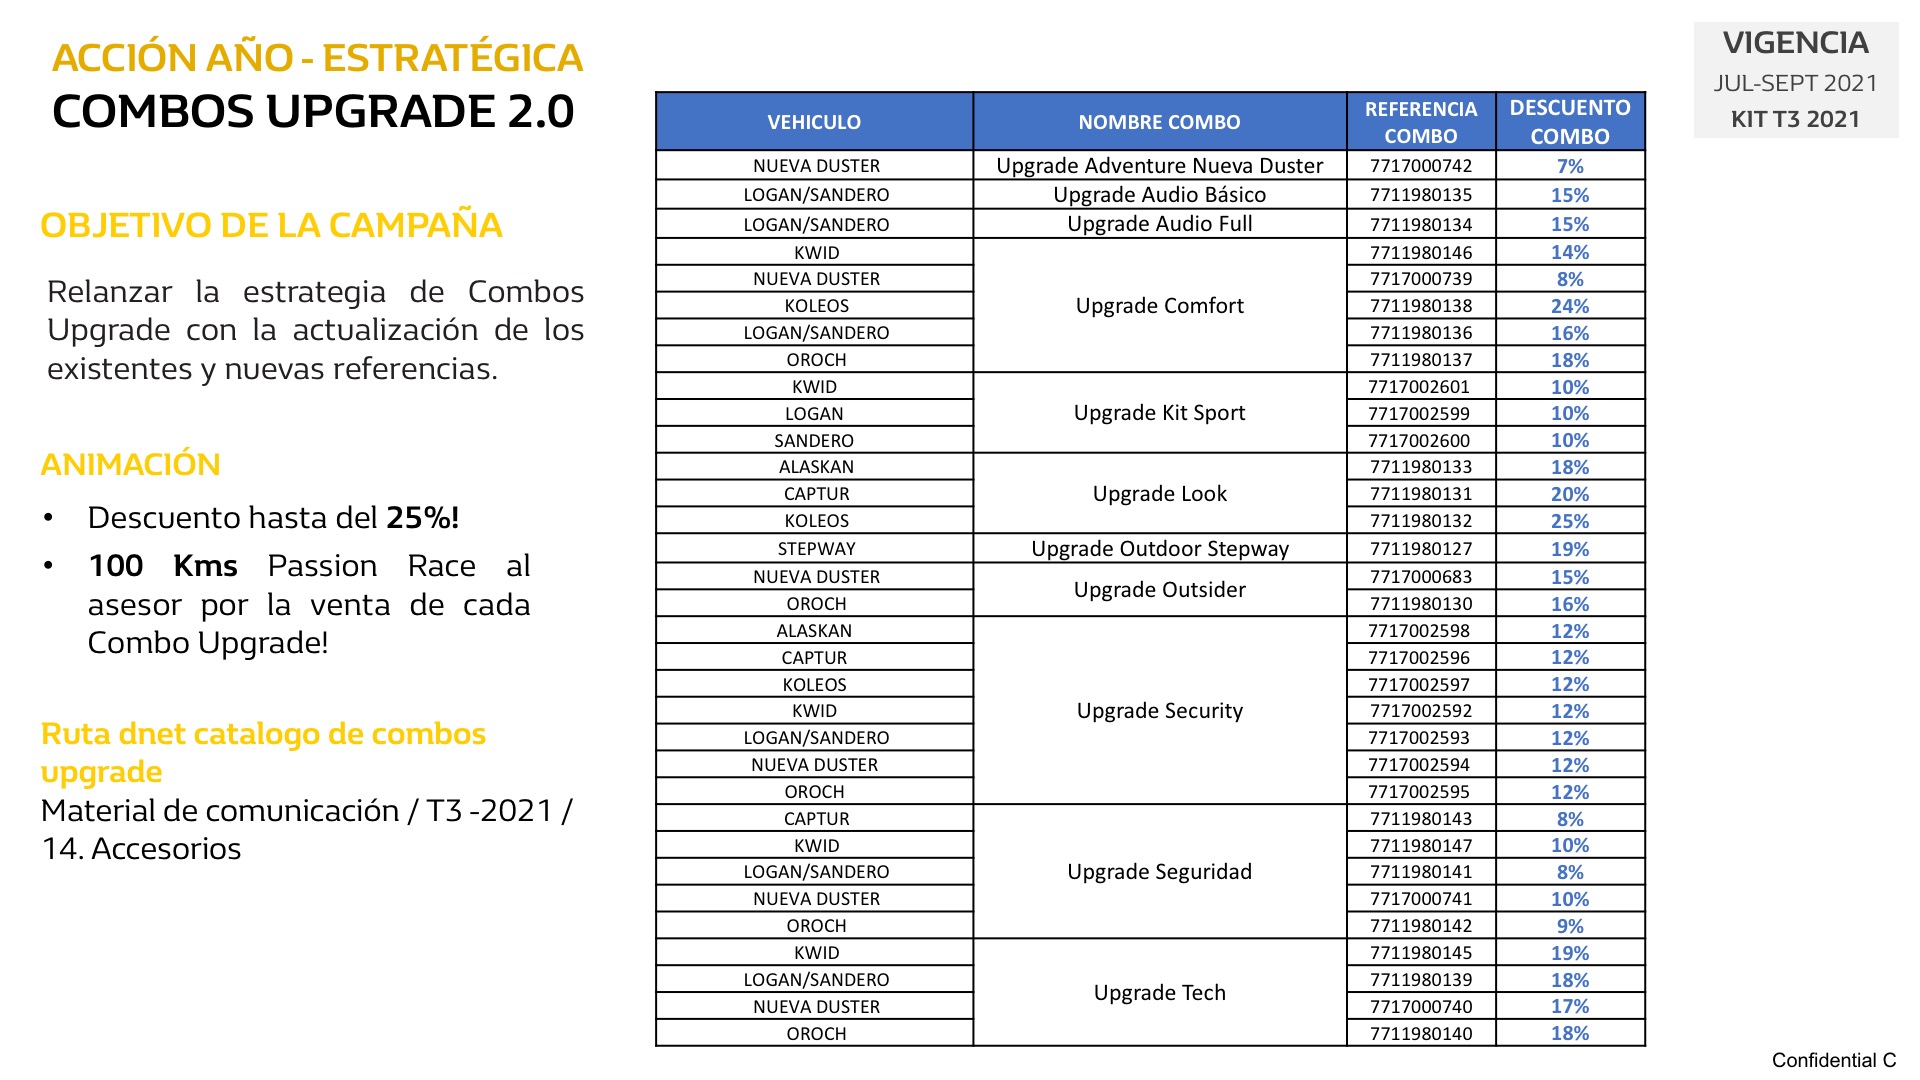 ACCIÓN AÑO - ESTRATÉGICA
COMBOS UPGRADE 2.0
OBJETIVO DE LA CAMPAÑA
Relanzar la estrategia de Combos
Upgrade con la actualización de los
existentes y nuevas referencias.
ANIMACIÓN
• Descuento hasta del 25%!
• 100 Kms Passion Race al
asesor por la venta de cada
Combo Upgrade!
Ruta dnet catalogo de combos
upgrade
Material de comunicación / T3 -2021 /
14. Accesorios
VEHICULO NOMBRE COMBO REFERENCIA COMBO DESCUENTO COMBO
NUEVA DUSTER Upgrade Adventure Nueva Duster 7717000742 7%
LOGAN/SANDERO Upgrade Audio Básico 7711980135 15%
LOGAN/SANDERO Upgrade Audio Full 7711980134 15%
KWID 7711980146 14%
NUEVA DUSTER 7717000739 8%
KOLEOS Upgrade Comfort 7711980138 24%
LOGAN/SANDERO 7711980136 16%
OROCH 7711980137 18%
KWID 7717002601 10%
LOGAN Upgrade Kit Sport 7717002599 10%
SANDERO 7717002600 10%
ALASKAN 7711980133 18%
CAPTUR Upgrade Look 7711980131 20%
KOLEOS 7711980132 25%
STEPWAY Upgrade Outdoor Stepway 7711980127 19%
NUEVA DUSTER Upgrade Outsider 7717000683 15%
OROCH 7711980130 16%
ALASKAN 7717002598 12%
CAPTUR 7717002596 12%
KOLEOS 7717002597 12%
KWID Upgrade Security 7717002592 12%
LOGAN/SANDERO 7717002593 12%
NUEVA DUSTER 7717002594 12%
OROCH 7717002595 12%
CAPTUR 7711980143 8%
KWID 7711980147 10%
LOGAN/SANDERO Upgrade Seguridad 7711980141 8%
NUEVA DUSTER 7717000741 10%
OROCH 7711980142 9%
KWID 7711980145 19%
LOGAN/SANDERO Upgrade Tech 7711980139 18%
NUEVA DUSTER 7717000740 17%
OROCH 7711980140 18%
VIGENCIA
JUL-SEPT 2021
KIT T3 2021
Confidential C